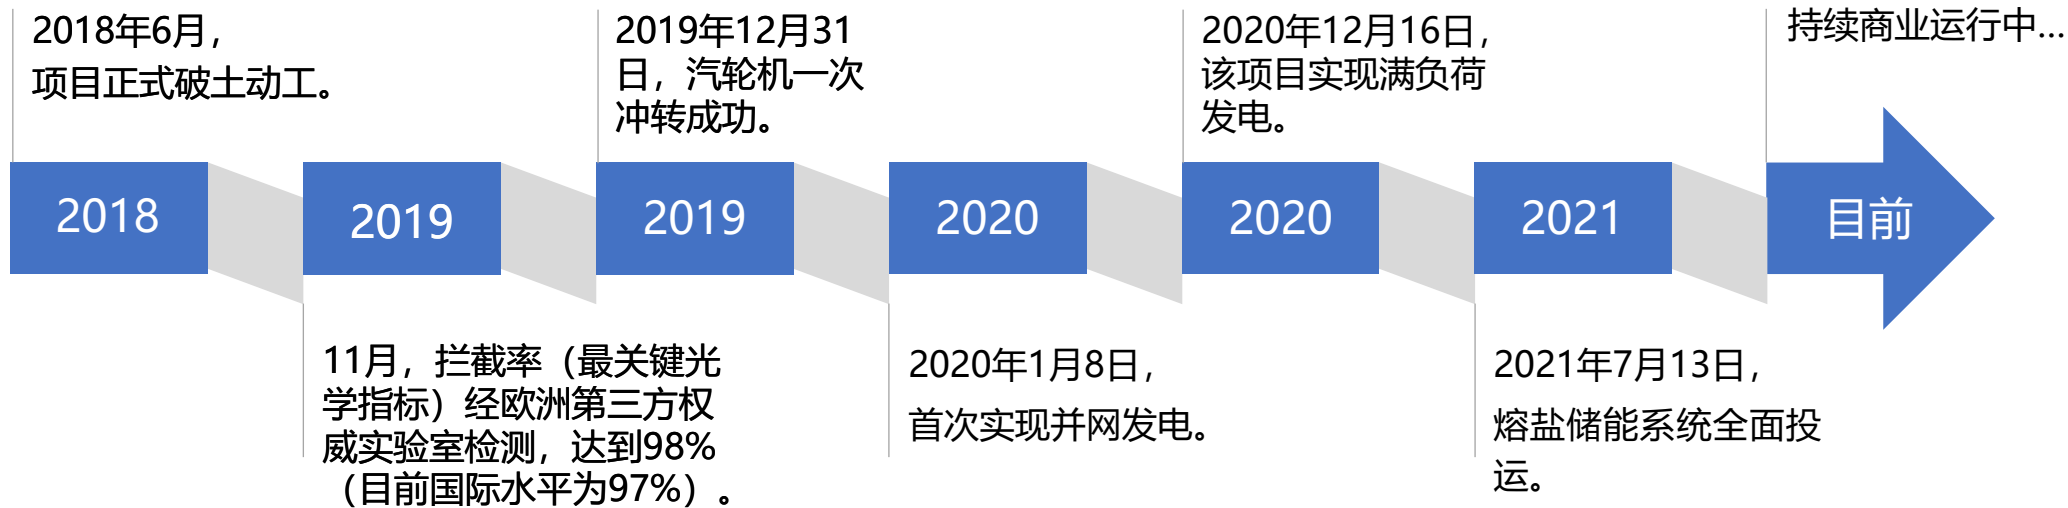 2018年6月，
项目正式破土动工。
2019年12月31
日，汽轮机一次
冲转成功。
2020年12月16日，
该项目实现满负荷
发电。
持续商业运行中...
2018
2019
2019
2020
2020
2021
目前
11月，拦截率（最关键光
学指标）经欧洲第三方权
威实验室检测，达到98%
（目前国际水平为97%）。
2020年1月8日，
首次实现并网发电。
2021年7月13日，
熔盐储能系统全面投
运。